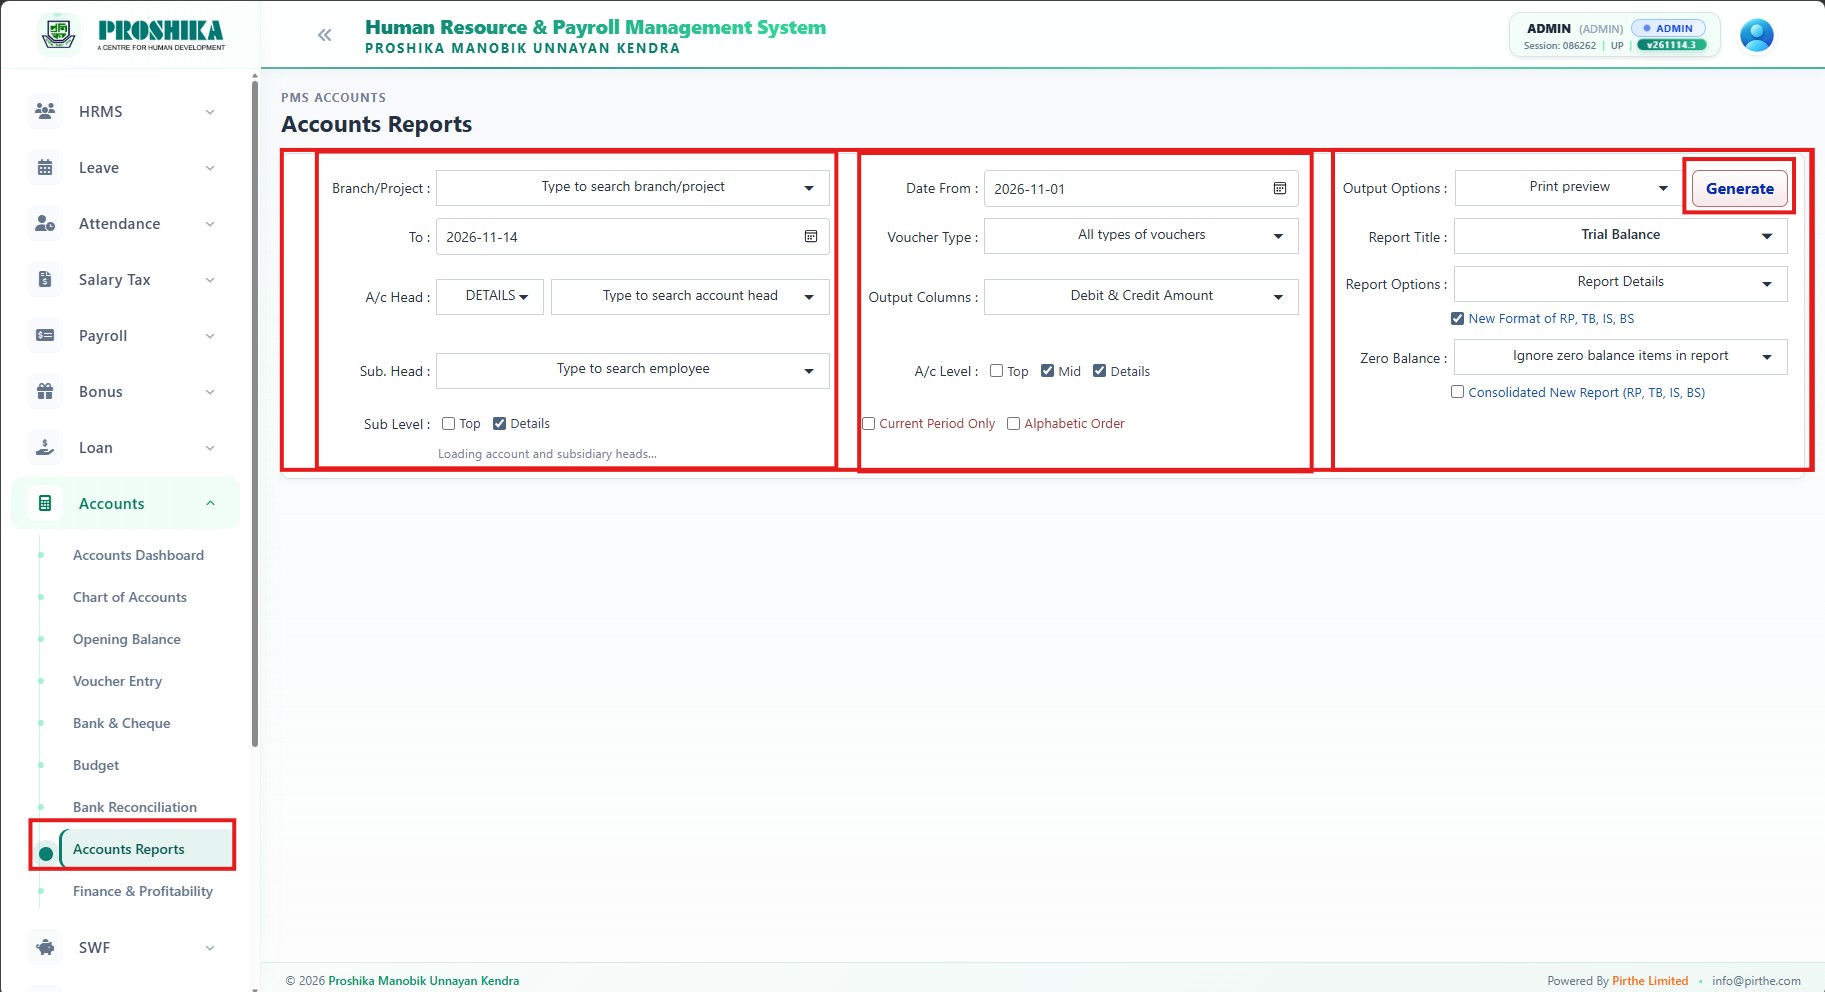 PROSHIKA
A CENTRE FOR HUMAN DEVELOPMENT
Human Resource & Payroll Management System
PROSHIKA MANOBIK UNNAYAN KENDRA
ADMIN (ADMIN) ADMIN
Session: 086262 | UP | v261114.3
HRMS
Leave
Attendance
Salary Tax
Payroll
Bonus
Loan
Accounts
Accounts Dashboard
Chart of Accounts
Opening Balance
Voucher Entry
Bank & Cheque
Budget
Bank Reconciliation
Accounts Reports
Finance & Profitability
SWF
PMS ACCOUNTS
Accounts Reports
Branch/Project : Type to search branch/project
To : 2026-11-14
A/c Head : DETAILS Type to search account head
Sub. Head : Type to search employee
Sub Level : Top Details
Loading account and subsidiary heads...
Date From : 2026-11-01
Voucher Type : All types of vouchers
Output Columns : Debit & Credit Amount
A/c Level : Top Mid Details
Current Period Only Alphabetic Order
Output Options : Print preview Generate
Report Title : Trial Balance
Report Options : Report Details
New Format of RP, TB, IS, BS
Zero Balance : Ignore zero balance items in report
Consolidated New Report (RP, TB, IS, BS)
© 2026 Proshika Manobik Unnayan Kendra
Powered By Pirthe Limited • info@pirthe.com